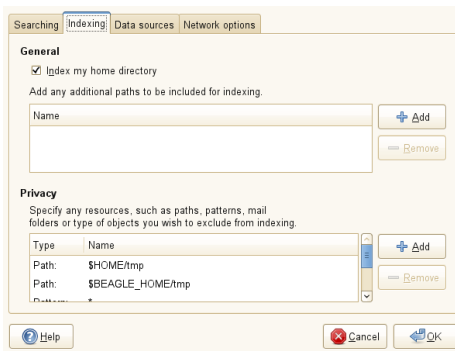 Searching Indexing Data sources Network options
General
Index my home directory
Add any additional paths to be included for indexing.
Name
Add
Remove
Privacy
Specify any resources, such as paths, patterns, mail
folders or type of objects you wish to exclude from indexing.
Type Name
Add
Path: $HOME/tmp
Path: $BEAGLE_HOME/tmp
Remove
Pattern: *
Help Cancel OK